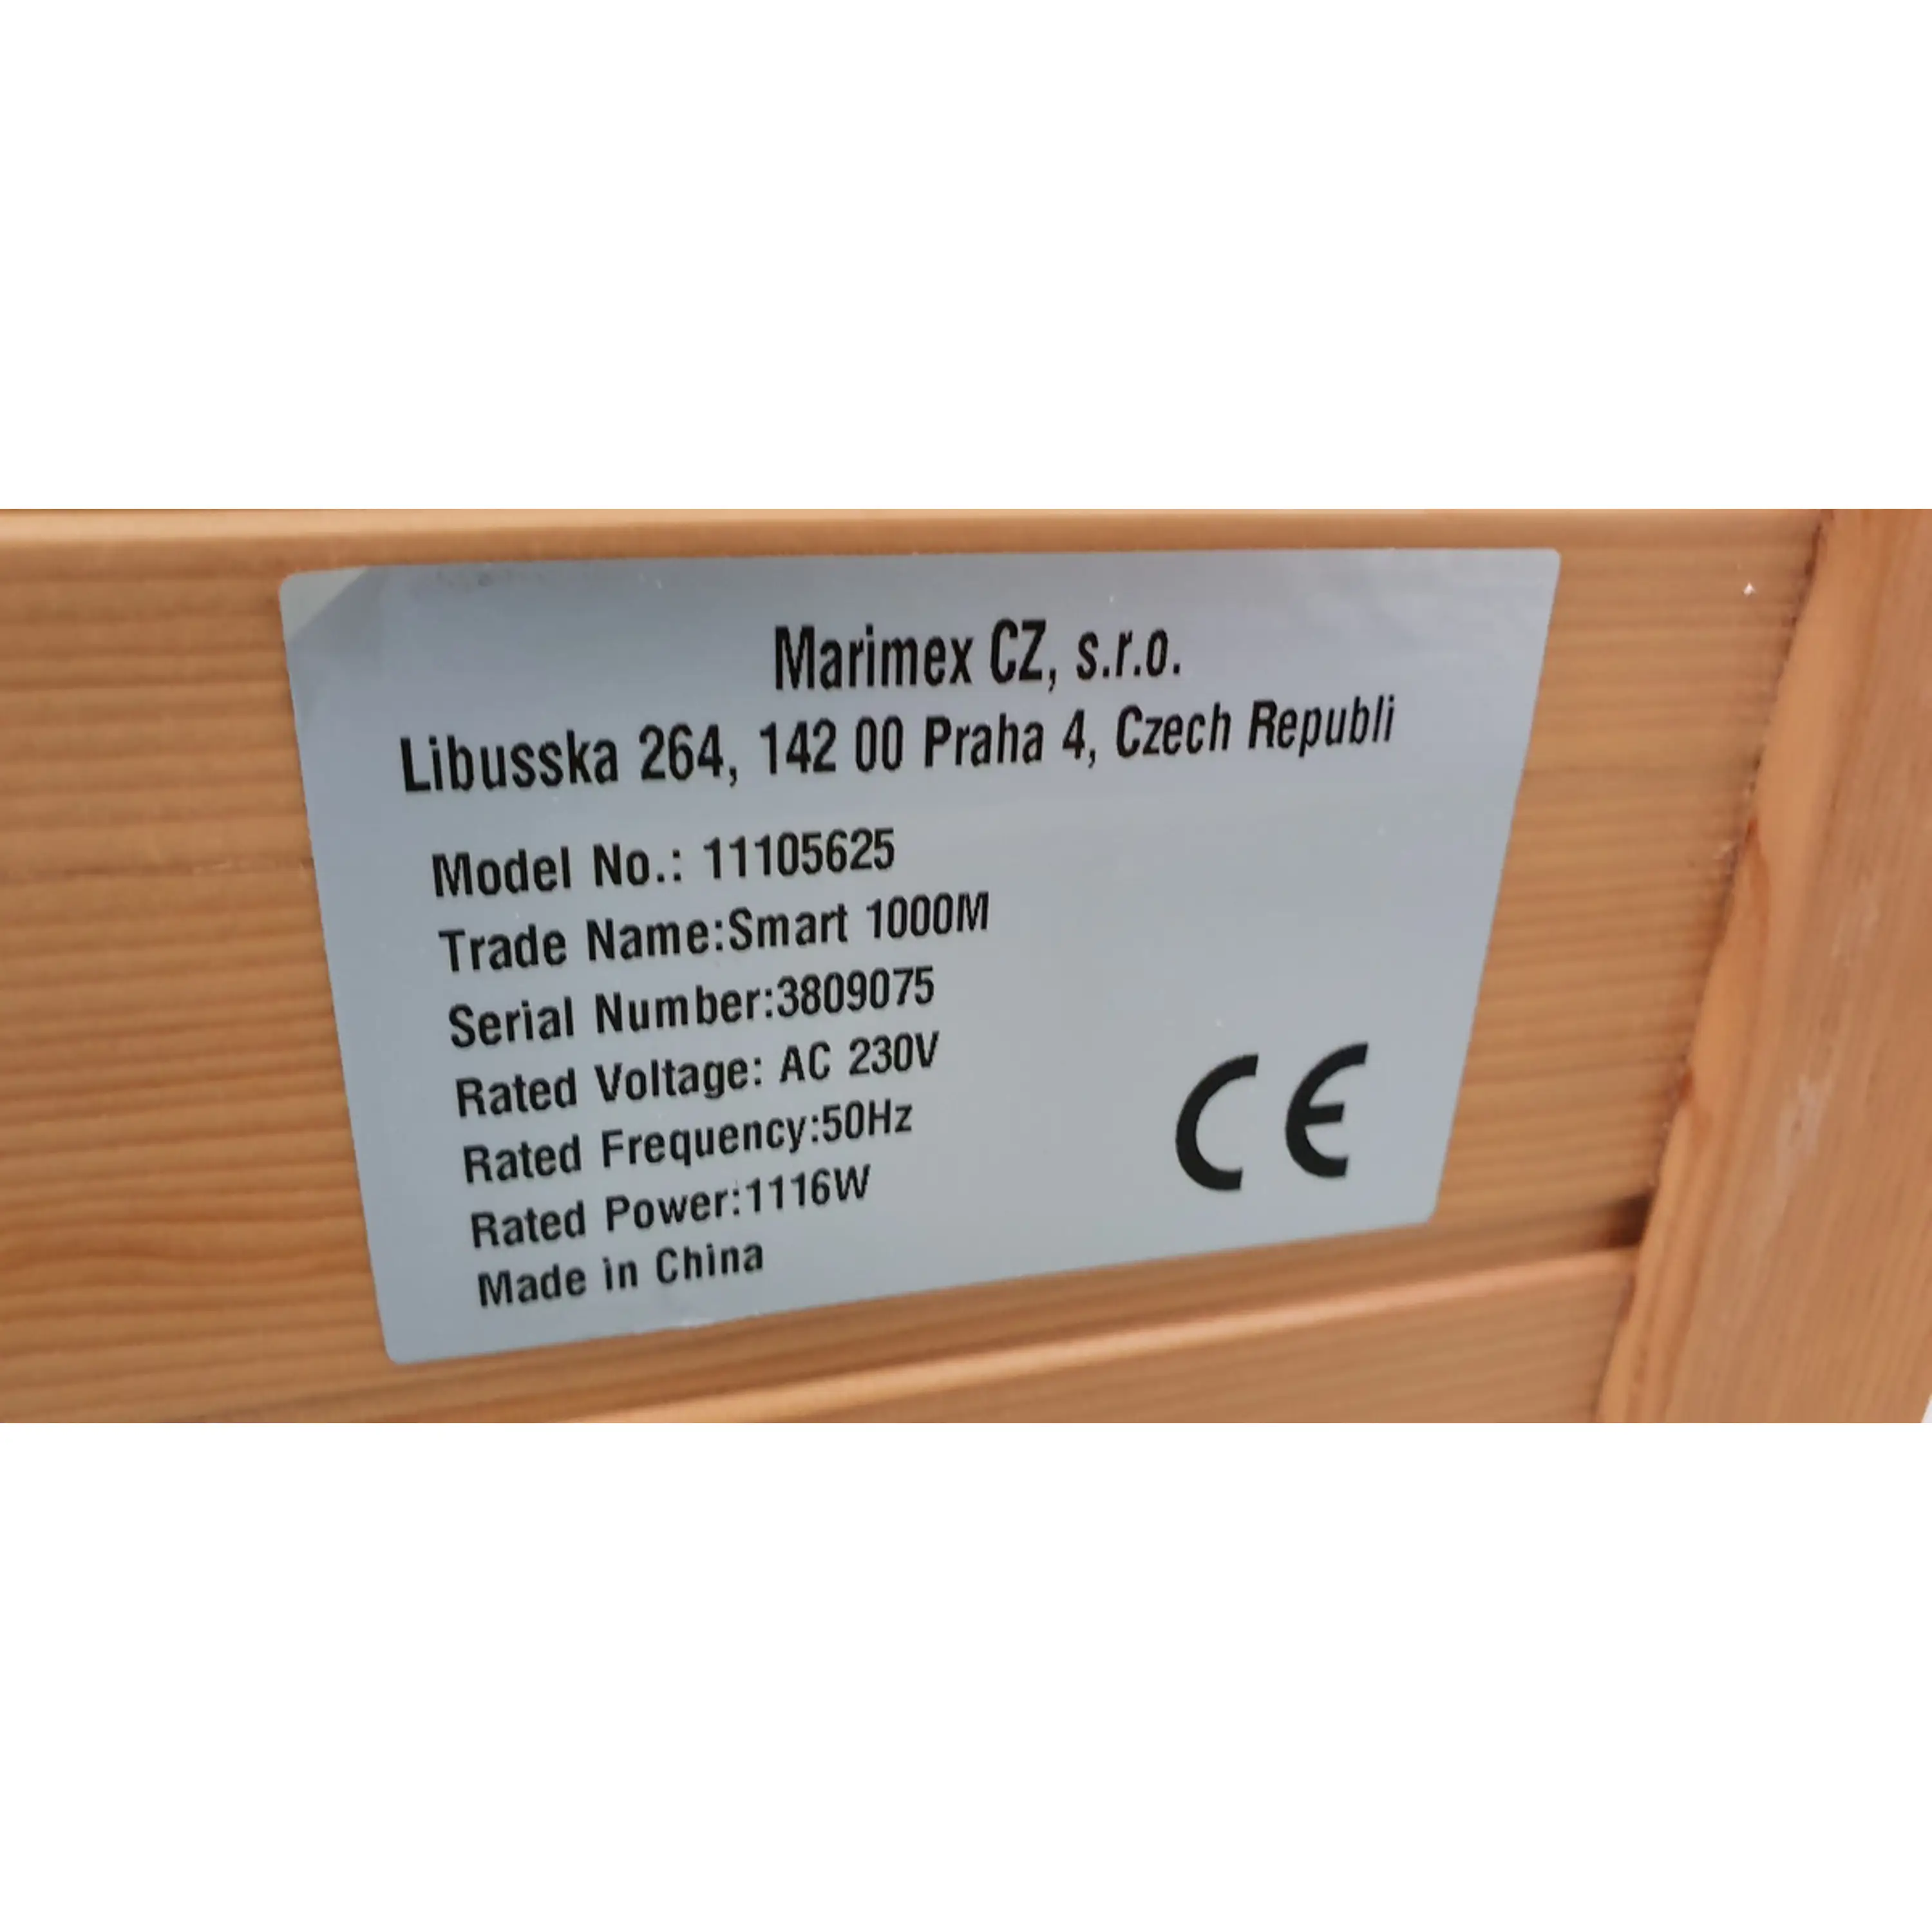 Marimex CZ, s.r.o.
Libusska 264, 142 00 Praha 4, Czech Republi
Model No.: 11105625
Trade Name:Smart 1000M
Serial Number:3809075
Rated Voltage: AC 230V
Rated Frequency:50Hz
Rated Power:1116W
Made in China
CE